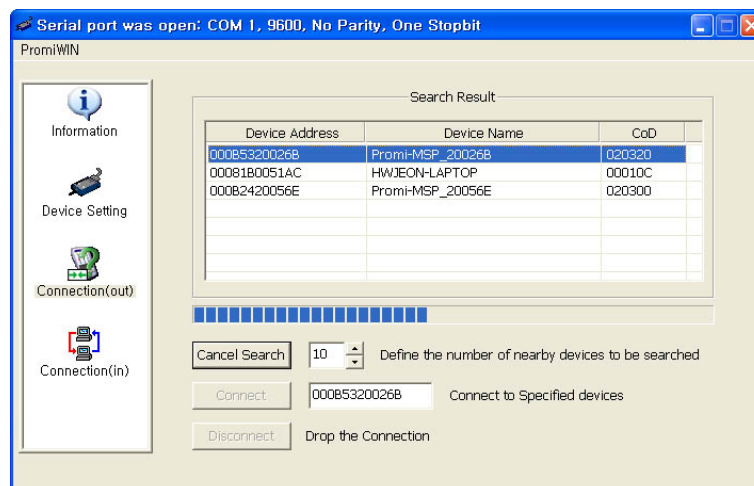 Serial port was open: COM 1, 9600, No Parity, One Stopbit
PromiWIN
Information
Device Setting
Connection(out)
Connection(in)
Search Result
Device Address Device Name CoD
000B5320026B Promi-MSP_20026B 020320
00081B0051AC HWJEON-LAPTOP 00010C
000B2420056E Promi-MSP_20056E 020300
Cancel Search 10 Define the number of nearby devices to be searched
Connect 000B5320026B Connect to Specified devices
Disconnect Drop the Connection